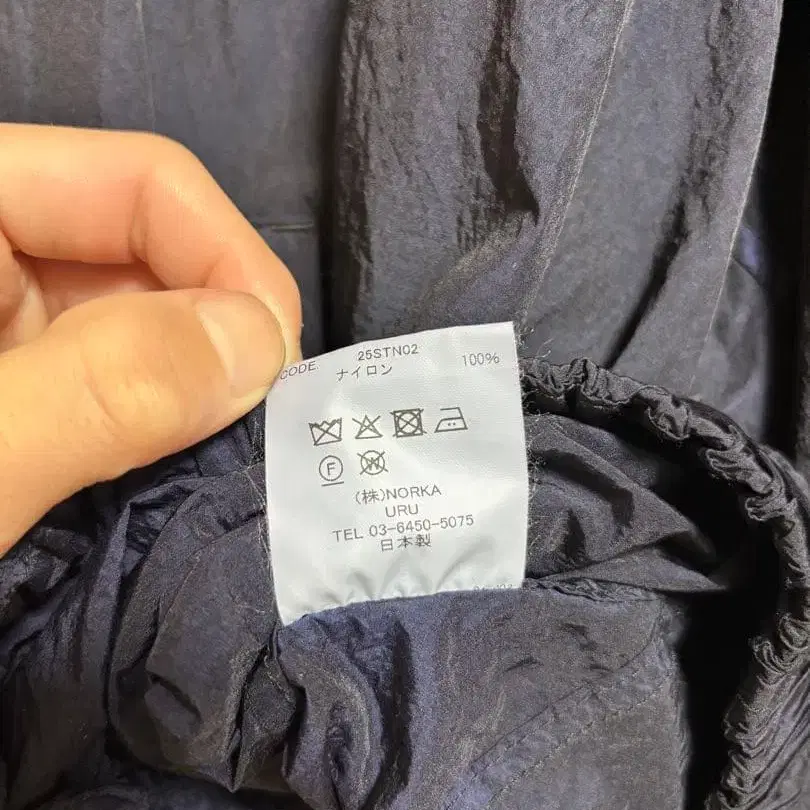 CODE. 25STN02
ナイロン 100%
F
W
(株)NORKA
URU
TEL 03-6450-5075
日本製